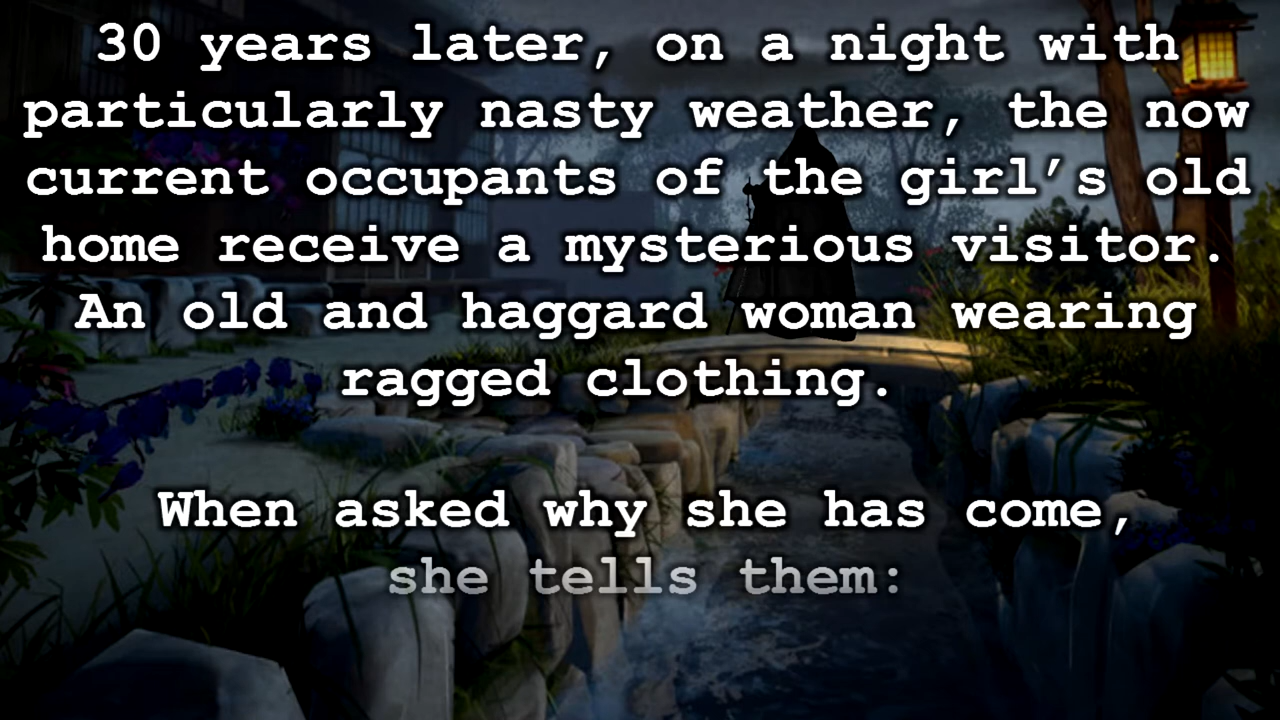 30 years later, on a night with
particularly nasty weather, the now
current occupants of the girl’s old
home receive a mysterious visitor.
An old and haggard woman wearing
ragged clothing.
When asked why she has come,
she tells them: